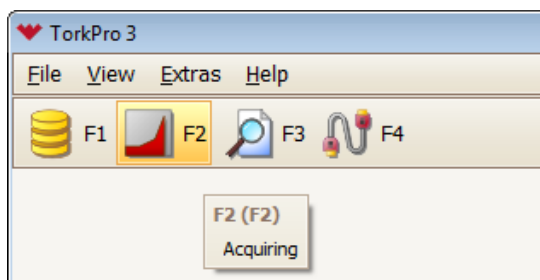 TorkPro 3
File View Extras Help
F1 F2 F3 F4
F2 (F2)
Acquiring